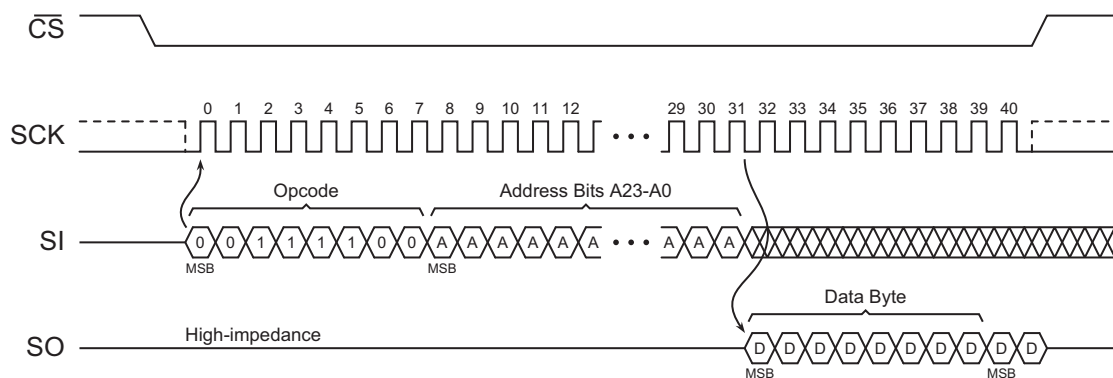 CS
0 1 2 3 4 5 6 7 8 9 10 11 12 29 30 31 32 33 34 35 36 37 38 39 40
SCK
Opcode Address Bits A23-A0
SI 0 0 1 1 1 1 0 0 A A A A A A A A A
MSB MSB
Data Byte
High-impedance
SO D D D D D D D D D D
MSB MSB